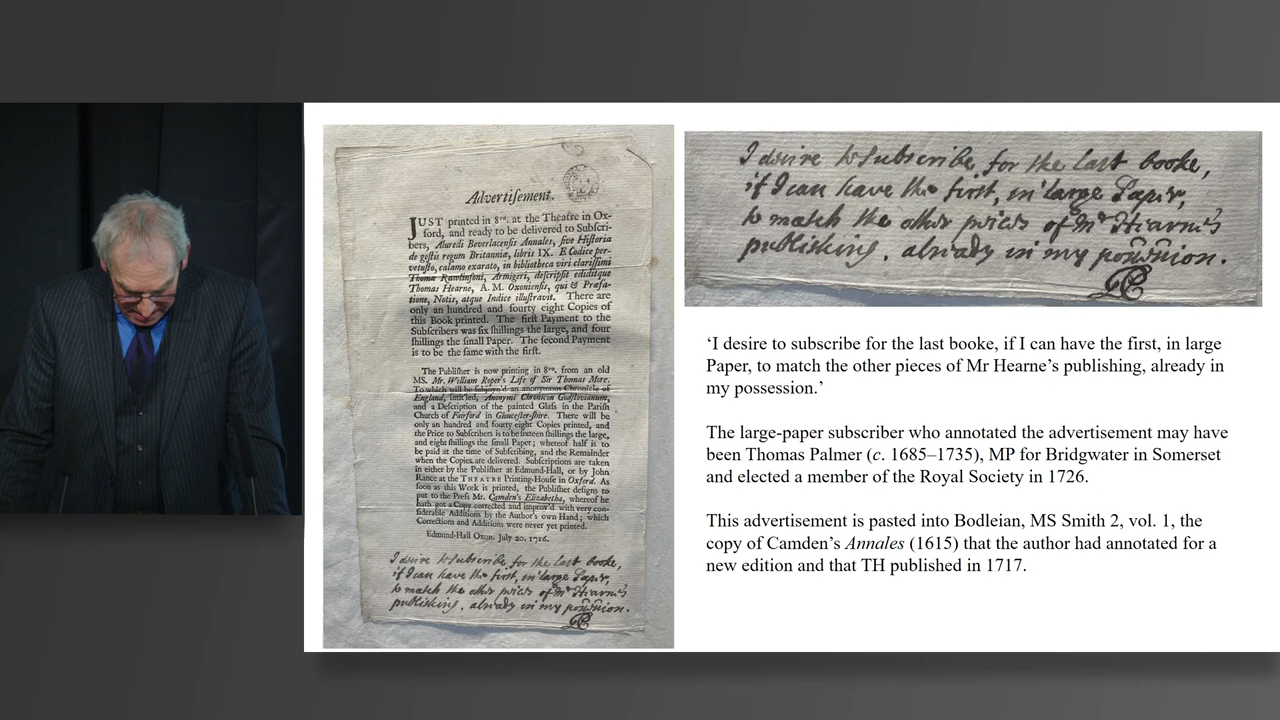 Advertisement.
JUST printed in 8vo. at the Theatre in Ox-
ford, and ready to be delivered to Subscri-
bers, Aluredi Beverlacensis Annales, sive Historia
de gestis regum Britanniæ, libris IX. E Codice per-
vetusto, calamo exarato, in bibliotheca viri clarissimi
Thomæ Rawlinsoni, Armigeri, descripsit ediditque
Thomas Hearne, A. M. Oxoniensis, qui & Præfa-
tione, Notis, atque Indice illustravit. There are
only an hundred and fourty eight Copies of
this Book printed. The first Payment to the
Subscribers was six shillings the large, and four
shillings the small Paper. The second Payment
is to be the same with the first.
The Publisher is now printing in 8vo. from an old
MS. Mr. William Roper's Life of Sir Thomas More.
To which will be subjoyn'd an anonymous Chronicle of
England, intitled, Anonymi Chronicon Godstovianum,
and a Description of the painted Glass in the Parish
Church of Fairford in Gloucester-shire. There will be
only an hundred and fourty eight Copies printed, and
the Price to Subscribers is to be sixteen shillings the large,
and eight shillings the small Paper; whereof half is to
be paid at the time of Subscribing, and the Remainder
when the Copies are delivered. Subscriptions are taken
in either by the Publisher at Edmund-Hall, or by John
Rance at the THEATRE Printing-House in Oxford. As
soon as this Work is printed, the Publisher designs to
put to the Press Mr. Camden's Elizabetha, whereof he
hath got a Copy corrected and improv'd with very con-
siderable Additions by the Author's own Hand; which
Corrections and Additions were never yet printed.
Edmund-Hall Oxon. July 20. 1716.
I desire to subscribe, for the last booke,
if I can have the first, in large Paper,
to match the other pieces of Mr Hearne's
publishing, already in my possession.
I desire to subscribe, for the last booke,
if I can have the first, in large Paper,
to match the other pieces of Mr Hearne's
publishing, already in my possession.
‘I desire to subscribe for the last booke, if I can have the first, in large
Paper, to match the other pieces of Mr Hearne’s publishing, already in
my possession.’
The large-paper subscriber who annotated the advertisement may have
been Thomas Palmer (c. 1685–1735), MP for Bridgwater in Somerset
and elected a member of the Royal Society in 1726.
This advertisement is pasted into Bodleian, MS Smith 2, vol. 1, the
copy of Camden’s Annales (1615) that the author had annotated for a
new edition and that TH published in 1717.